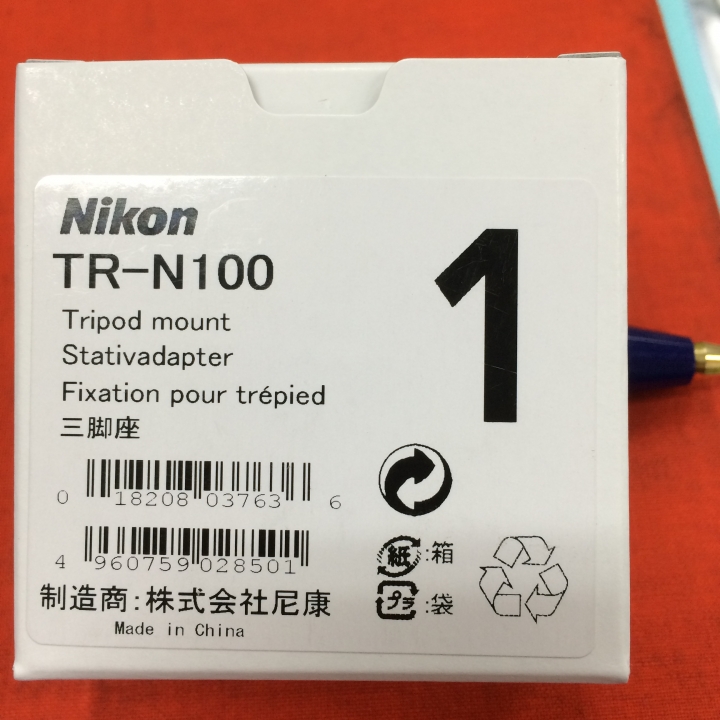 Nikon
TR-N100
Tripod mount
Stativadapter
Fixation pour trépied
三脚座
1
0 18208 03763 6
4 960759 028501
紙:箱
プラ:袋
制造商:株式会社尼康
Made in China